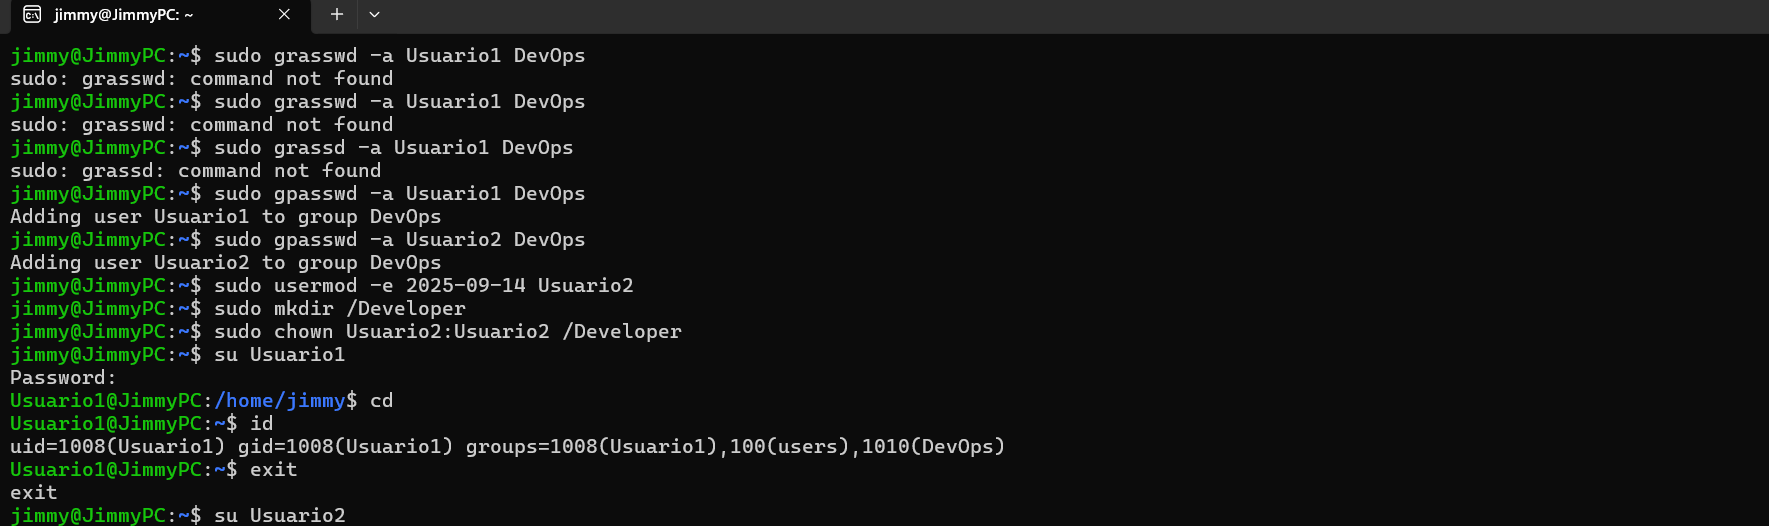 jimmy@JimmyPC: ~
jimmy@JimmyPC:~$ sudo grasswd -a Usuario1 DevOps
sudo: grasswd: command not found
jimmy@JimmyPC:~$ sudo grasswd -a Usuario1 DevOps
sudo: grasswd: command not found
jimmy@JimmyPC:~$ sudo grassd -a Usuario1 DevOps
sudo: grassd: command not found
jimmy@JimmyPC:~$ sudo gpasswd -a Usuario1 DevOps
Adding user Usuario1 to group DevOps
jimmy@JimmyPC:~$ sudo gpasswd -a Usuario2 DevOps
Adding user Usuario2 to group DevOps
jimmy@JimmyPC:~$ sudo usermod -e 2025-09-14 Usuario2
jimmy@JimmyPC:~$ sudo mkdir /Developer
jimmy@JimmyPC:~$ sudo chown Usuario2:Usuario2 /Developer
jimmy@JimmyPC:~$ su Usuario1
Password:
Usuario1@JimmyPC:/home/jimmy$ cd
Usuario1@JimmyPC:~$ id
uid=1008(Usuario1) gid=1008(Usuario1) groups=1008(Usuario1),100(users),1010(DevOps)
Usuario1@JimmyPC:~$ exit
exit
jimmy@JimmyPC:~$ su Usuario2